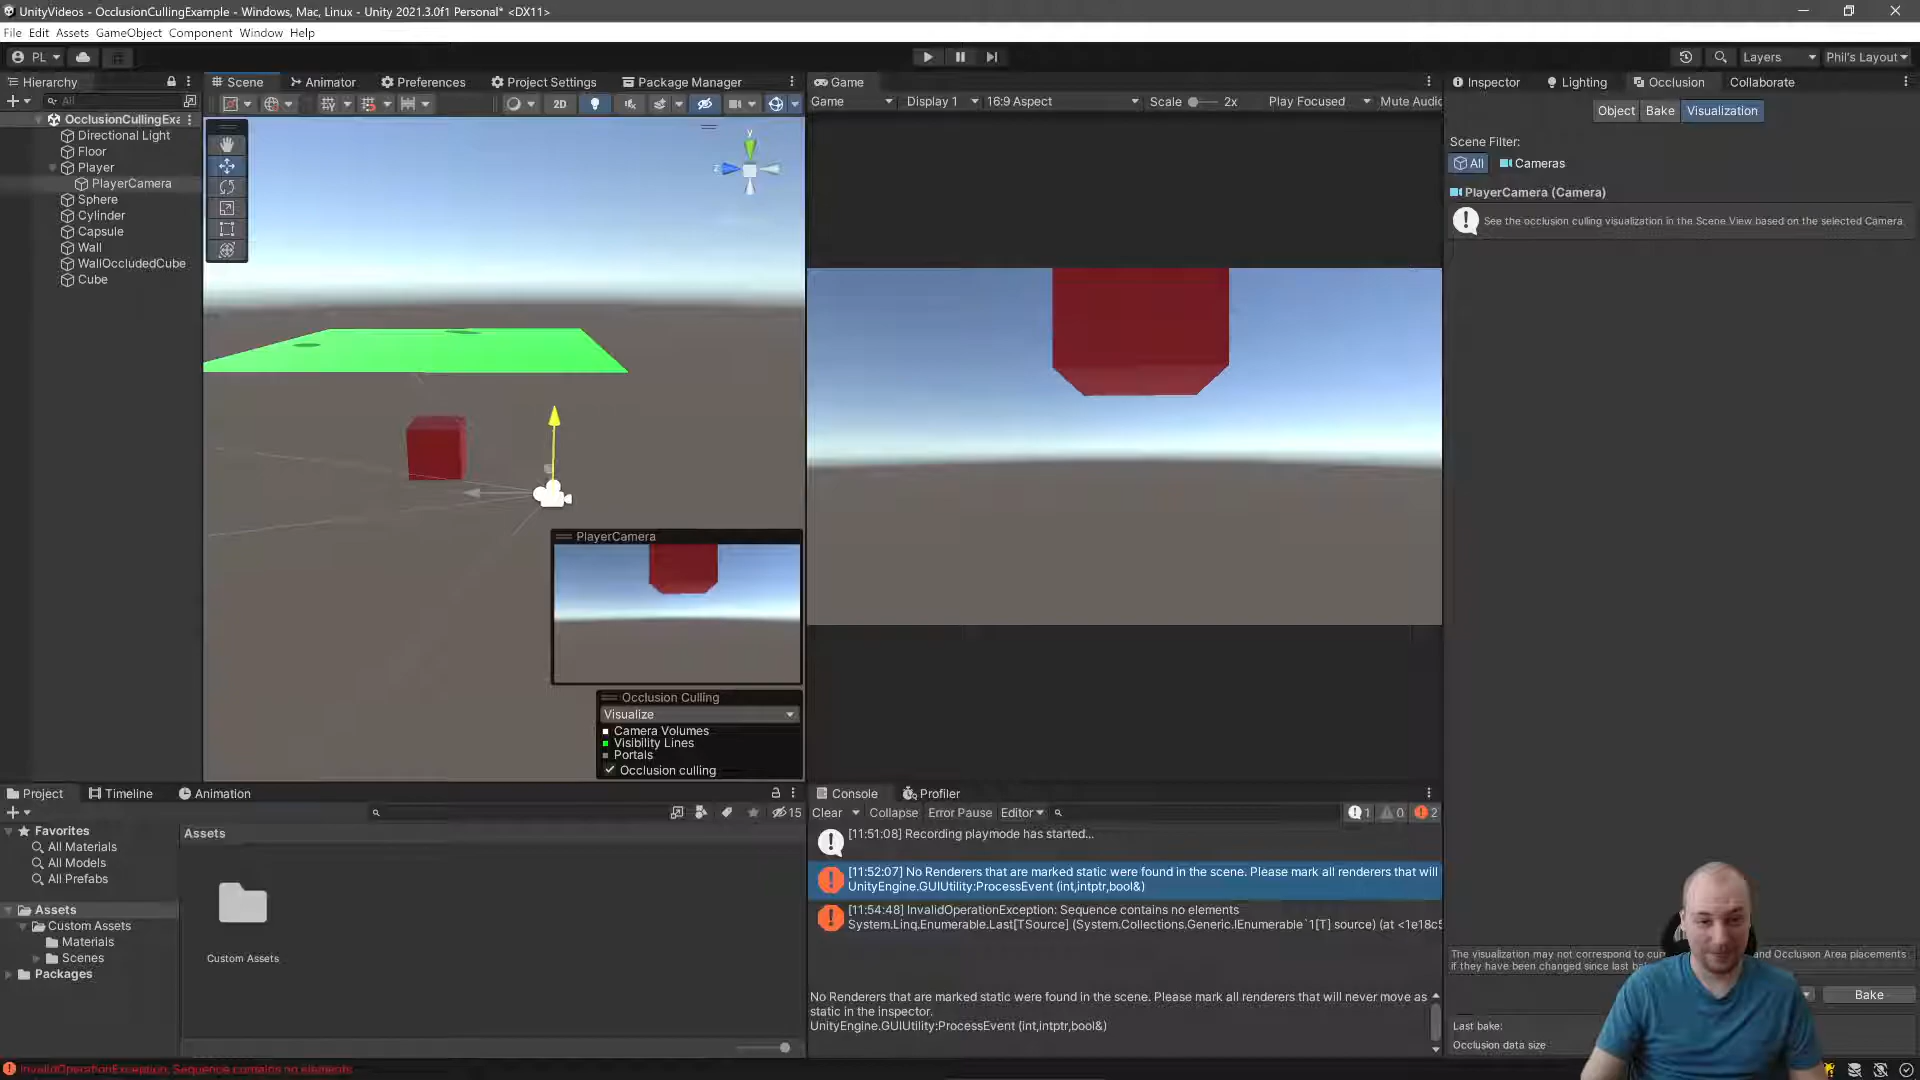 UnityVideos - OcclusionCullingExample - Windows, Mac, Linux - Unity 2021.3.0f1 Personal* <DX11>
File Edit Assets GameObject Component Window Help
PL
Layers
Phil's Layout
Hierarchy
All
OcclusionCullingExa
Directional Light
Floor
Player
PlayerCamera
Sphere
Cylinder
Capsule
Wall
WallOccludedCube
Cube
Scene
Animator
Preferences
Project Settings
Package Manager
2D
y
z
PlayerCamera
Occlusion Culling
Visualize
Camera Volumes
Visibility Lines
Portals
Occlusion culling
Game
Game
Display 1
16:9 Aspect
Scale
2x
Play Focused
Mute Audio
Inspector
Lighting
Occlusion
Collaborate
Object
Bake
Visualization
Scene Filter:
All
Cameras
PlayerCamera (Camera)
See the occlusion culling visualization in the Scene View based on the selected Camera.
Project
Timeline
Animation
15
Favorites
All Materials
All Models
All Prefabs
Assets
Custom Assets
Materials
Scenes
Packages
Assets
Custom Assets
Console
Profiler
Clear
Collapse
Error Pause
Editor
1
0
2
[11:51:08] Recording playmode has started...
[11:52:07] No Renderers that are marked static were found in the scene. Please mark all renderers that will
UnityEngine.GUIUtility:ProcessEvent (int,intptr,bool&)
[11:54:48] InvalidOperationException: Sequence contains no elements
System.Linq.Enumerable.Last[TSource] (System.Collections.Generic.IEnumerable`1[T] source) (at <1e18c5
No Renderers that are marked static were found in the scene. Please mark all renderers that will never move as
static in the inspector.
UnityEngine.GUIUtility:ProcessEvent (int,intptr,bool&)
The visualization may not correspond to and Occlusion Area placements
if they have been changed since last
Bake
Last bake:
Occlusion data size
InvalidOperationException: Sequence contains no elements